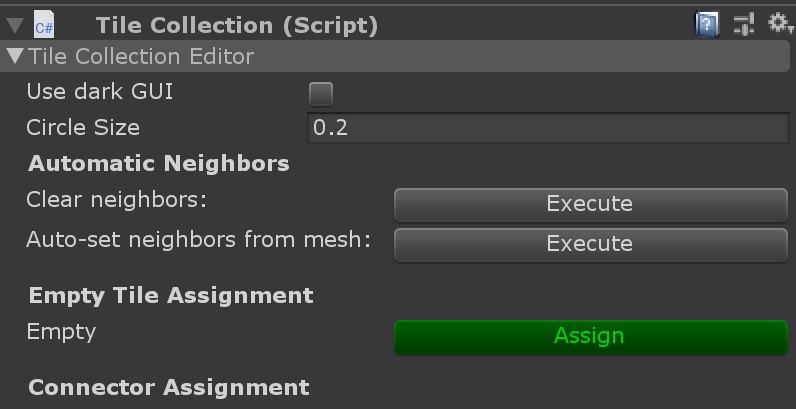 C# Tile Collection (Script)
Tile Collection Editor
Use dark GUI
Circle Size 0.2
Automatic Neighbors
Clear neighbors: Execute
Auto-set neighbors from mesh: Execute
Empty Tile Assignment
Empty Assign
Connector Assignment